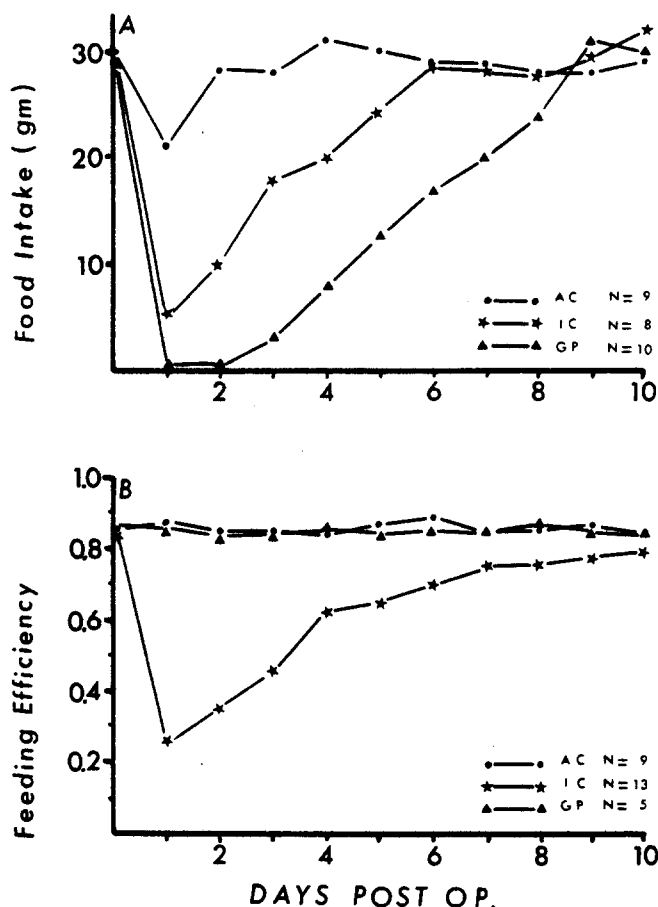 A
Food Intake (gm)
30
20
10
AC N= 9
IC N= 8
GP N=10
2 4 6 8 10
B
Feeding Efficiency
1.0
0.8
0.6
0.4
0.2
AC N= 9
IC N=13
GP N= 5
2 4 6 8 10
DAYS POST OP.